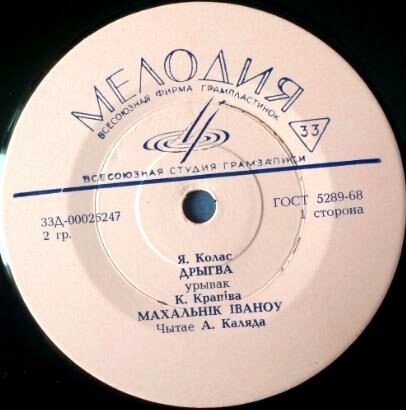 МЕЛОДИЯ
ВСЕСОЮЗНАЯ ФИРМА ГРАМПЛАСТИНОК
33
ВСЕСОЮЗНАЯ СТУДИЯ ГРАМЗАПИСИ
33Д-00025247
ГОСТ 5289-68
2 гр.
1 сторона
Я. Колас
ДРЫГВА
урывак
К. Крапіва
МАХАЛЬНІК ІВАНОУ
Чытае А. Каляда